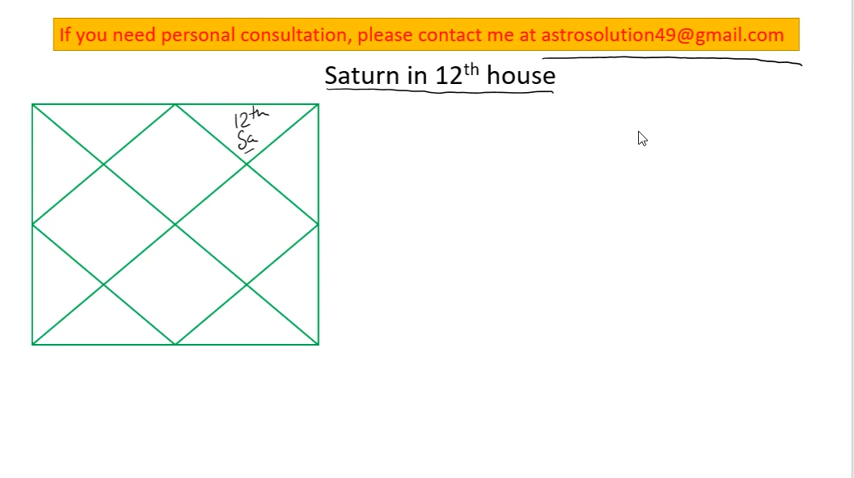 If you need personal consultation, please contact me at astrosolution49@gmail.com
Saturn in 12th house
12th
Sa